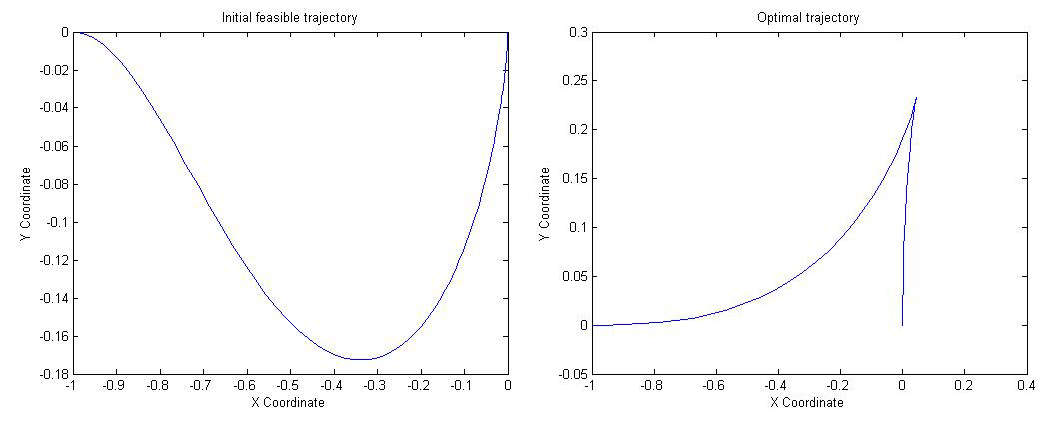 Initial feasible trajectory
0
-0.02
-0.04
-0.06
-0.08
-0.1
-0.12
-0.14
-0.16
-0.18
Y Coordinate
-1 -0.9 -0.8 -0.7 -0.6 -0.5 -0.4 -0.3 -0.2 -0.1 0
X Coordinate
Optimal trajectory
0.3
0.25
0.2
0.15
0.1
0.05
0
-0.05
Y Coordinate
-1 -0.8 -0.6 -0.4 -0.2 0 0.2 0.4
X Coordinate